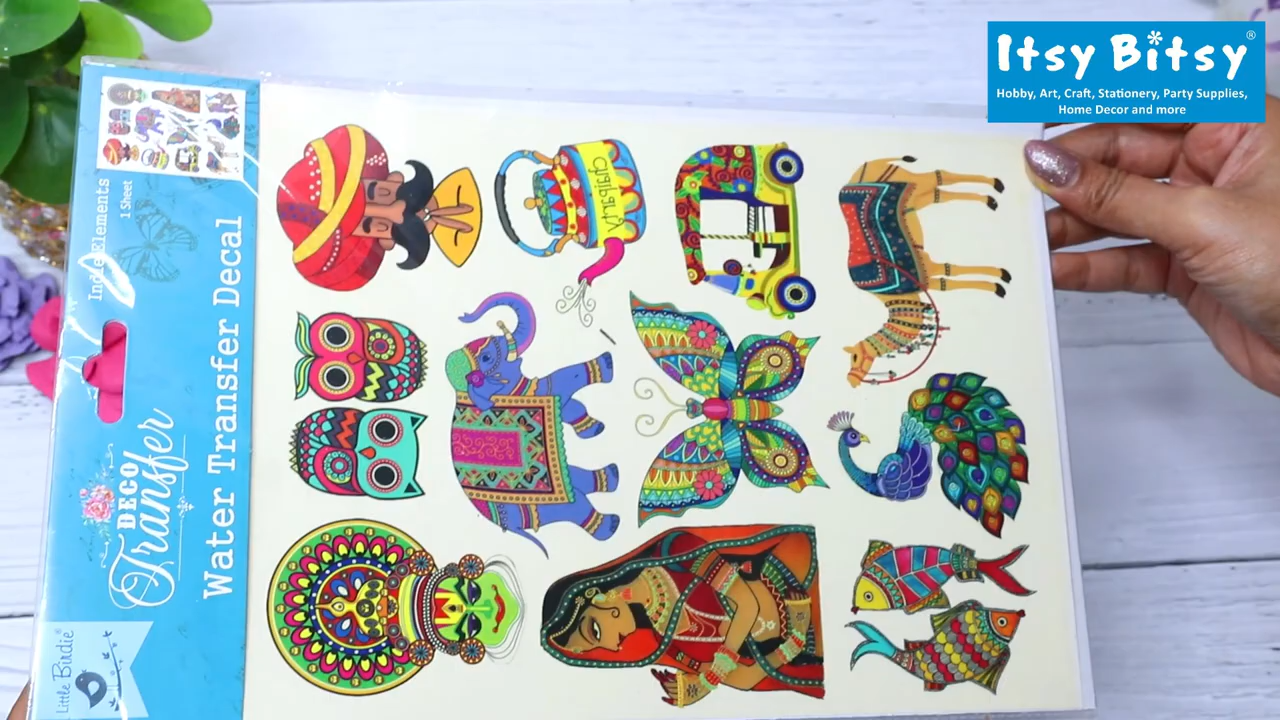 Itsy Bitsy®
Hobby, Art, Craft, Stationery, Party Supplies,
Home Decor and more
Indie Elements
1 Sheet
Water Transfer Decal
DECO
Transfer
Little Birdie®